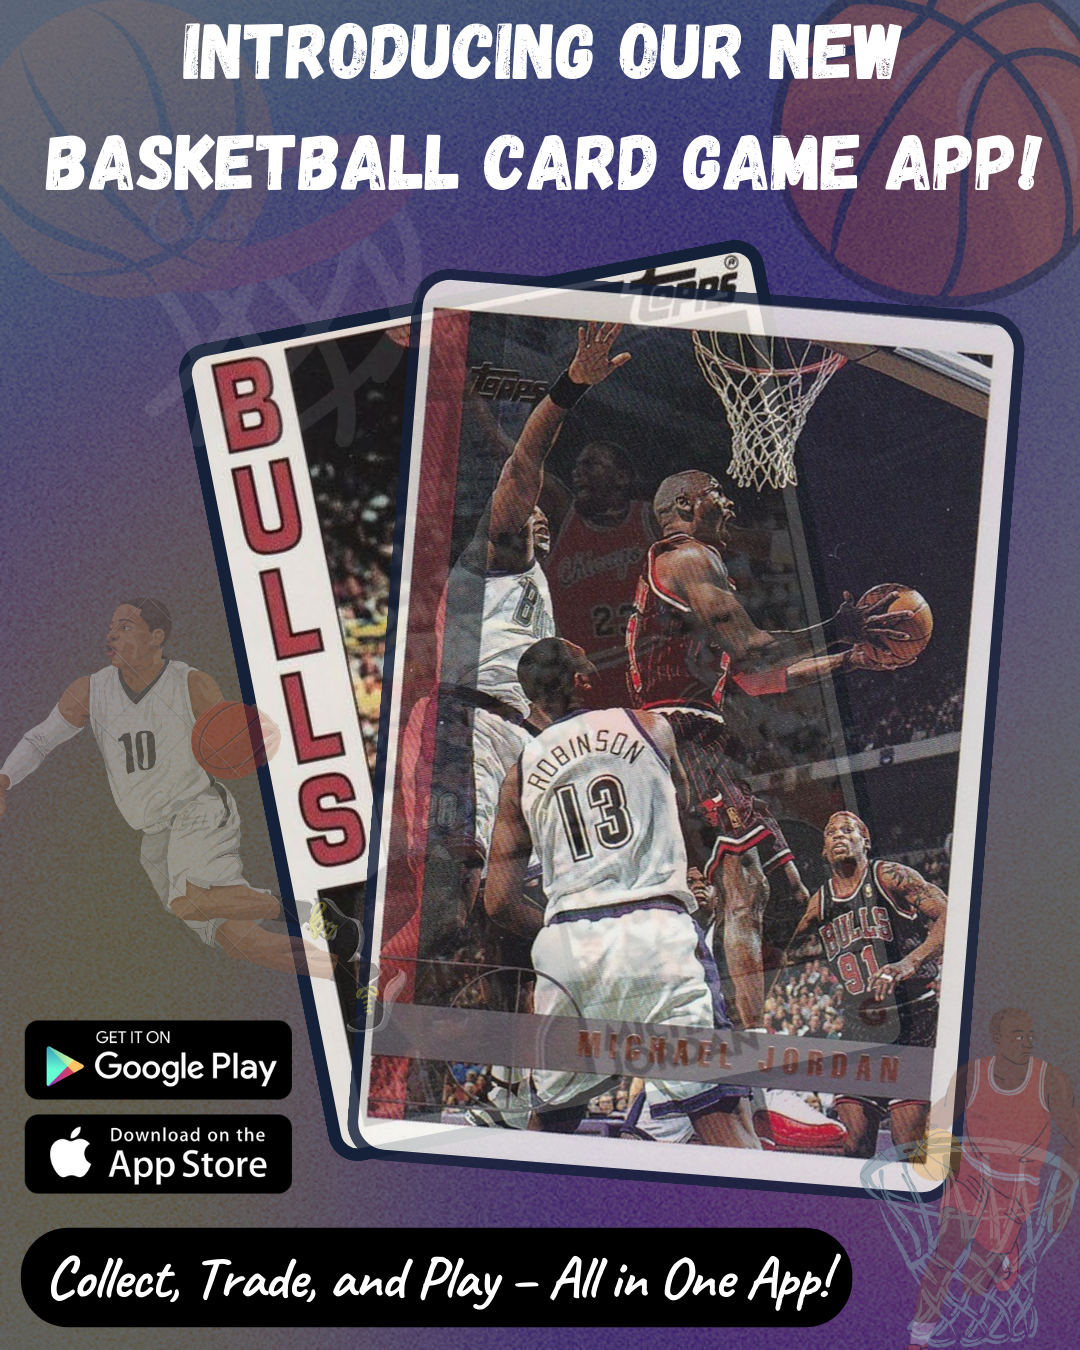 INTRODUCING OUR NEW
BASKETBALL CARD GAME APP!
TOPPS®
TOPPS
BULLS
Chicago
ROBINSON
13
10
BULLS
91
MICHAEL JORDAN
GET IT ON
Google Play
Download on the
App Store
Collect, Trade, and Play – All in One App!